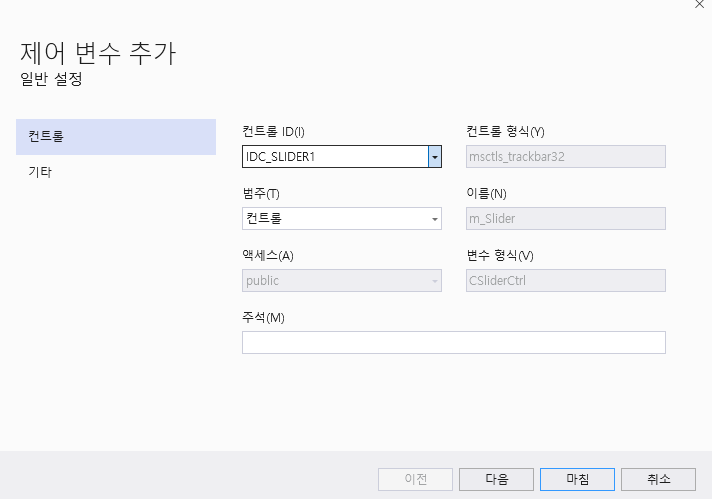 제어 변수 추가
일반 설정
컨트롤
기타
컨트롤 ID(I)
IDC_SLIDER1
컨트롤 형식(Y)
msctls_trackbar32
범주(T)
컨트롤
이름(N)
m_Slider
액세스(A)
public
변수 형식(V)
CSliderCtrl
주석(M)
이전
다음
마침
취소